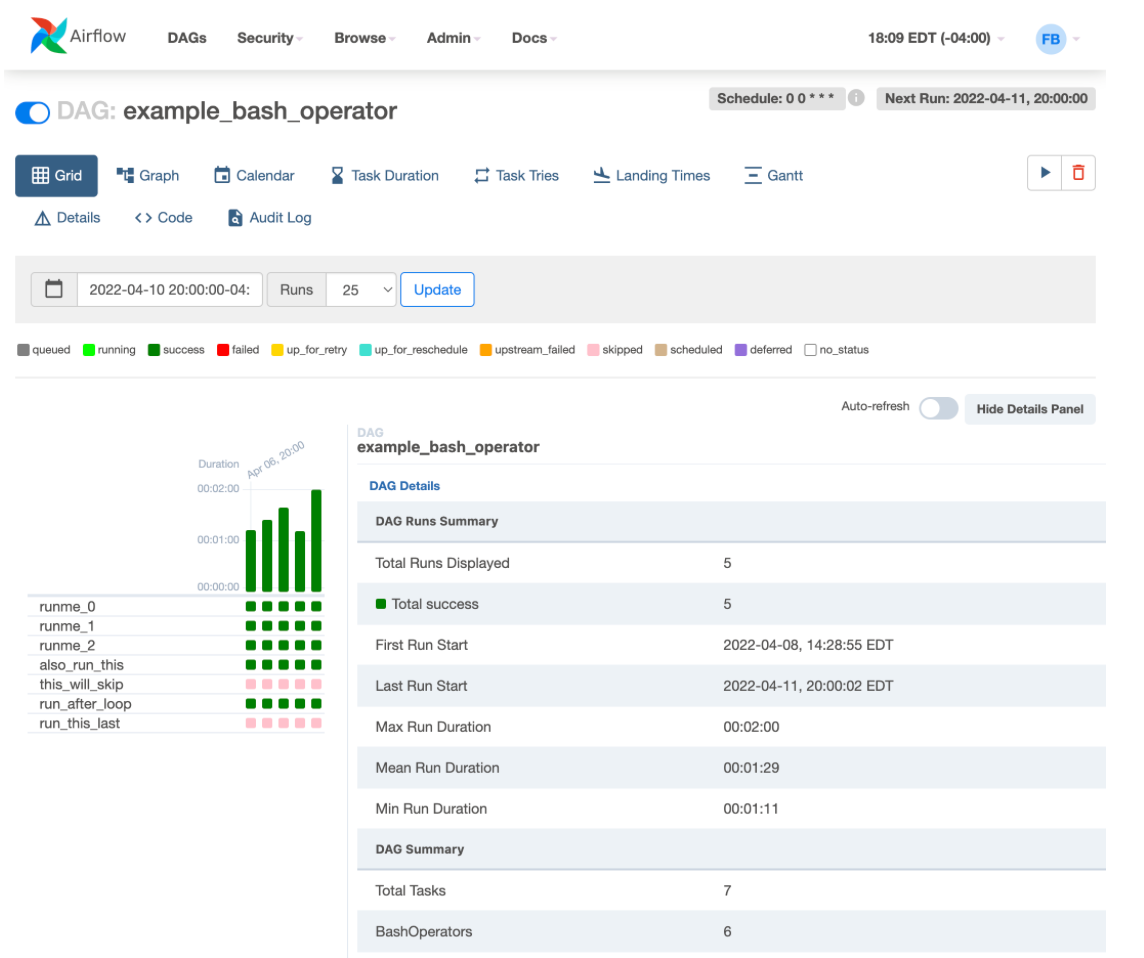 Airflow DAGs Security Browse Admin Docs 18:09 EDT (-04:00) FB
DAG: example_bash_operator Schedule: 0 0 * * * i Next Run: 2022-04-11, 20:00:00
Grid Graph Calendar Task Duration Task Tries Landing Times Gantt
Details Code Audit Log
2022-04-10 20:00:00-04: Runs 25 Update
queued running success failed up_for_retry up_for_reschedule upstream_failed skipped scheduled deferred no_status
Auto-refresh Hide Details Panel
Duration Apr 06, 20:00
00:02:00
00:01:00
00:00:00
runme_0
runme_1
runme_2
also_run_this
this_will_skip
run_after_loop
run_this_last
DAG
example_bash_operator
DAG Details
DAG Runs Summary
Total Runs Displayed 5
Total success 5
First Run Start 2022-04-08, 14:28:55 EDT
Last Run Start 2022-04-11, 20:00:02 EDT
Max Run Duration 00:02:00
Mean Run Duration 00:01:29
Min Run Duration 00:01:11
DAG Summary
Total Tasks 7
BashOperators 6